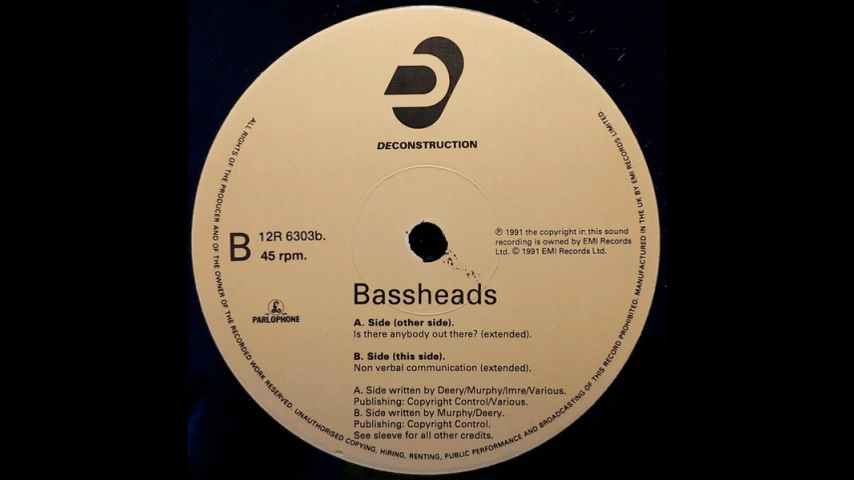 DECONSTRUCTION
B
12R 6303b.
45 rpm.
℗ 1991 the copyright in this sound
recording is owned by EMI Records
Ltd. © 1991 EMI Records Ltd.
PARLOPHONE
Bassheads
A. Side (other side).
Is there anybody out there? (extended).
B. Side (this side).
Non verbal communication (extended).
A. Side written by Deery/Murphy/Imre/Various.
Publishing: Copyright Control/Various.
B. Side written by Murphy/Deery.
Publishing: Copyright Control.
See sleeve for all other credits.
ALL RIGHTS OF THE PRODUCER AND OF THE OWNER OF THE RECORDED WORK RESERVED. UNAUTHORISED COPYING, HIRING, RENTING, PUBLIC PERFORMANCE AND BROADCASTING OF THIS RECORD PROHIBITED. MANUFACTURED IN THE UK BY EMI RECORDS LIMITED.